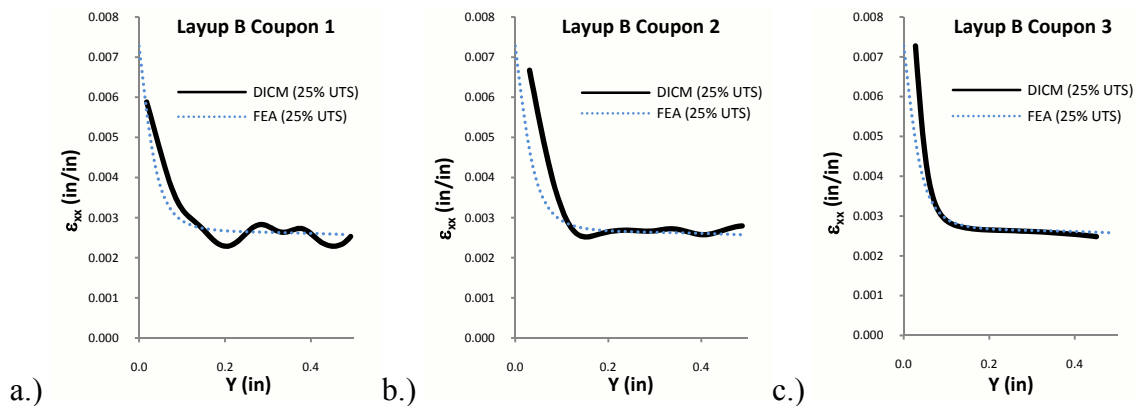 a.)
Layup B Coupon 1
0.008
0.007
0.006
0.005
0.004
0.003
0.002
0.001
0.000
εxx (in/in)
DICM (25% UTS)
FEA (25% UTS)
0.0 0.2 0.4
Y (in)
b.)
Layup B Coupon 2
0.008
0.007
0.006
0.005
0.004
0.003
0.002
0.001
0.000
εxx (in/in)
DICM (25% UTS)
FEA (25% UTS)
0.0 0.2 0.4
Y (in)
c.)
Layup B Coupon 3
0.008
0.007
0.006
0.005
0.004
0.003
0.002
0.001
0.000
εxx (in/in)
DICM (25% UTS)
FEA (25% UTS)
0.0 0.2 0.4
Y (in)